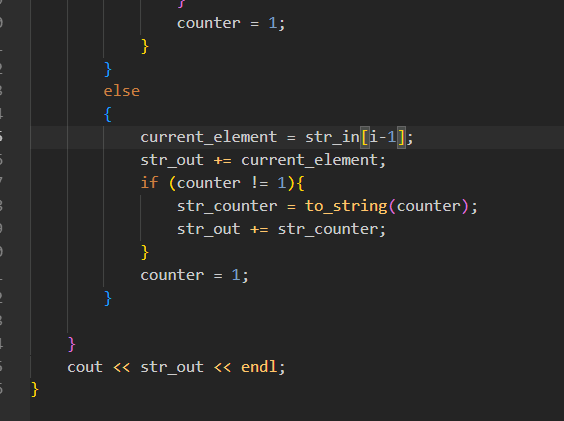 }
counter = 1;
}
}
else
{
current_element = str_in[i-1];
str_out += current_element;
if (counter != 1){
str_counter = to_string(counter);
str_out += str_counter;
}
counter = 1;
}
}
cout << str_out << endl;
}